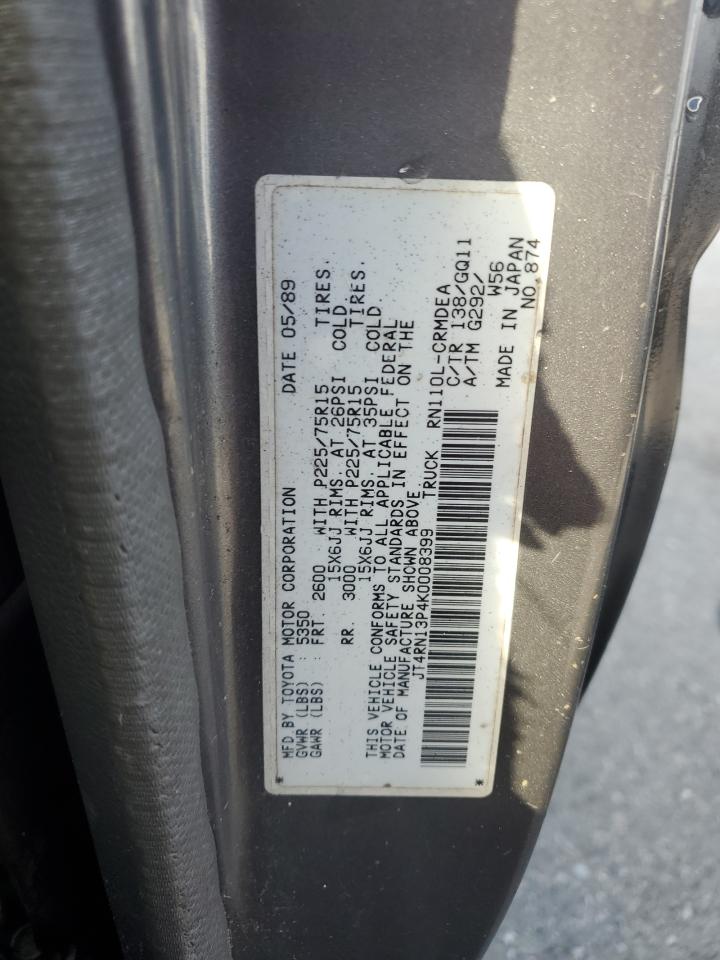 MFD. BY TOYOTA MOTOR CORPORATION DATE 05/89
GVWR (LBS) : 5350
GAWR (LBS) : FRT. 2600 WITH P225/75R15 TIRES.
15X6JJ RIMS. AT 26PSI COLD
RR. 3000 WITH P225/75R15 TIRES.
15X6JJ RIMS. AT 35PSI COLD
THIS VEHICLE CONFORMS TO ALL APPLICABLE FEDERAL
MOTOR VEHICLE SAFETY STANDARDS IN EFFECT ON THE
DATE OF MANUFACTURE SHOWN ABOVE
JT4RN13P4K0008399 TRUCK RN110L-CRMDEA
C/TR 138/GQ11
A/TM G292/
W56
MADE IN JAPAN
* * NO. 874